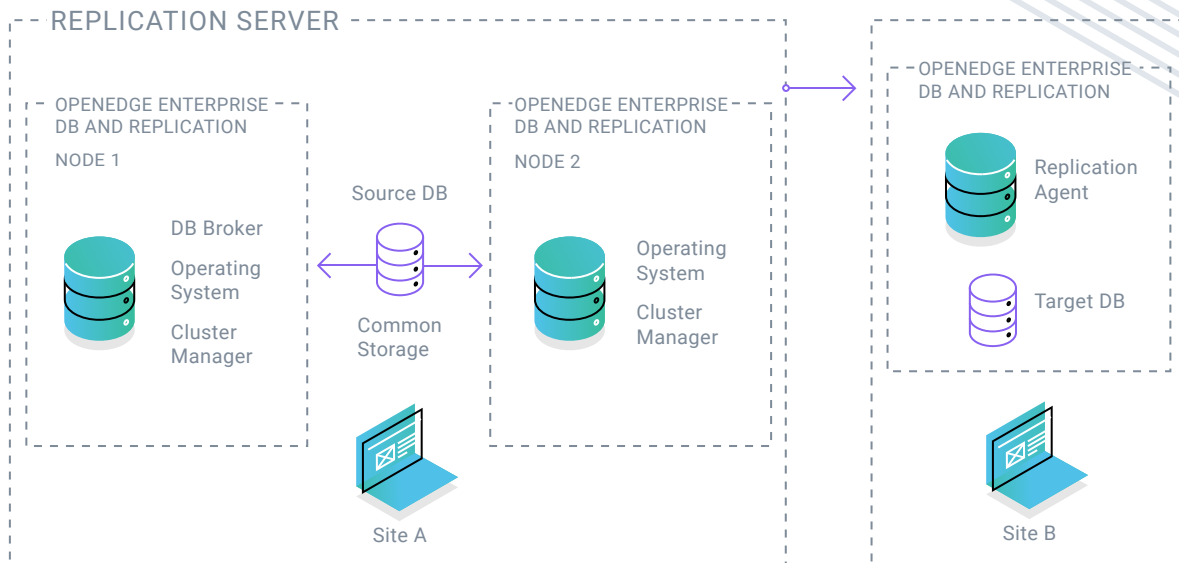 REPLICATION SERVER
OPENEDGE ENTERPRISE
DB AND REPLICATION
NODE 1
DB Broker
Operating
System
Cluster
Manager
Source DB
Common
Storage
OPENEDGE ENTERPRISE
DB AND REPLICATION
NODE 2
Operating
System
Cluster
Manager
Site A
OPENEDGE ENTERPRISE
DB AND REPLICATION
Replication
Agent
Target DB
Site B